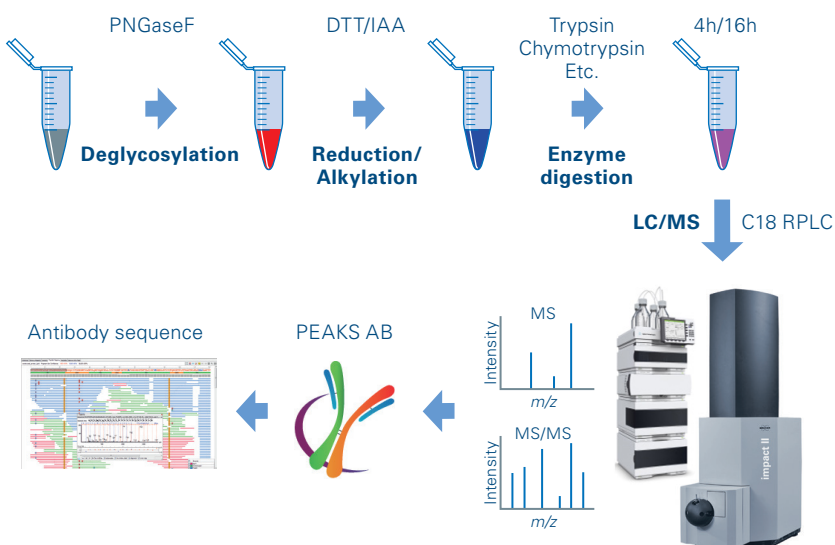 PNGaseF
DTT/IAA
Trypsin
Chymotrypsin
Etc.
4h/16h
Deglycosylation
Reduction/
Alkylation
Enzyme
digestion
LC/MS
C18 RPLC
Antibody sequence
PEAKS AB
MS
Intensity
m/z
MS/MS
Intensity
m/z
impact II